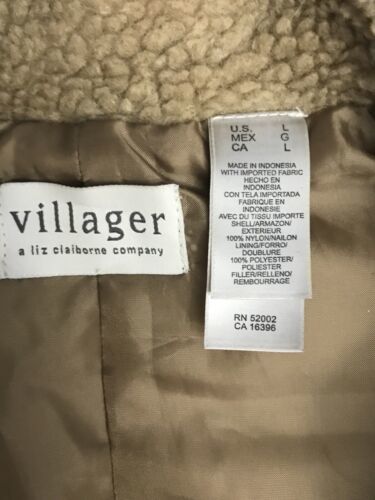 villager
a liz claiborne company
U.S. L
MEX G
CA L
MADE IN INDONESIA
WITH IMPORTED FABRIC
HECHO EN
INDONESIA
CON TELA IMPORTADA
FABRIQUE EN
INDONESIE
AVEC DU TISSU IMPORTE
SHELL/ARMAZON/
EXTERIEUR
100% NYLON/NAILON
LINING/FORRO/
DOUBLURE
100% POLYESTER/
POLIESTER
FILLER/RELLENO/
REMBOURRAGE
RN 52002
CA 16396